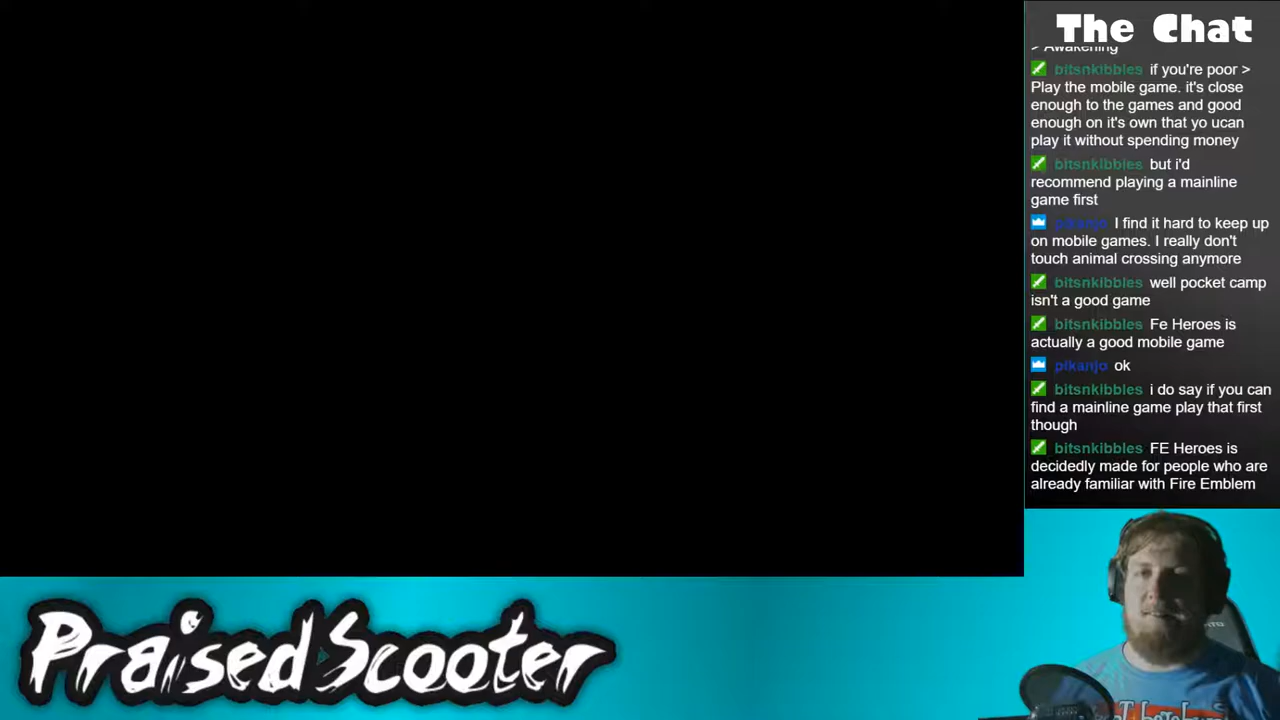 The Chat
> Awakening
bitsnkibbles if you're poor >
Play the mobile game. it's close
enough to the games and good
enough on it's own that yo ucan
play it without spending money
bitsnkibbles but i'd
recommend playing a mainline
game first
pikanjo I find it hard to keep up
on mobile games. I really don't
touch animal crossing anymore
bitsnkibbles well pocket camp
isn't a good game
bitsnkibbles Fe Heroes is
actually a good mobile game
pikanjo ok
bitsnkibbles i do say if you can
find a mainline game play that first
though
bitsnkibbles FE Heroes is
decidedly made for people who are
already familiar with Fire Emblem
PraisedScooter